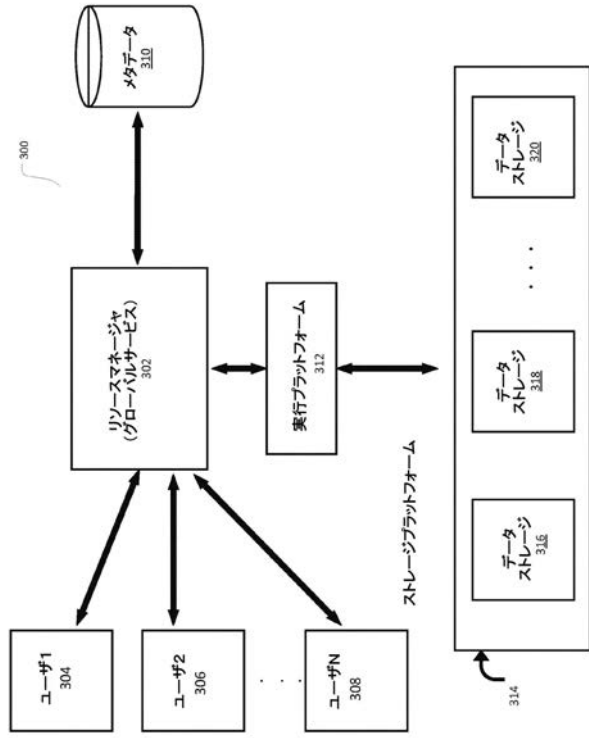 300
ユーザ1
304
ユーザ2
306
. . .
ユーザN
308
リソースマネージャ
(グローバルサービス)
302
メタデータ
310
実行プラットフォーム
312
ストレージプラットフォーム
314
データ
ストレージ
316
データ
ストレージ
318
. . .
データ
ストレージ
320